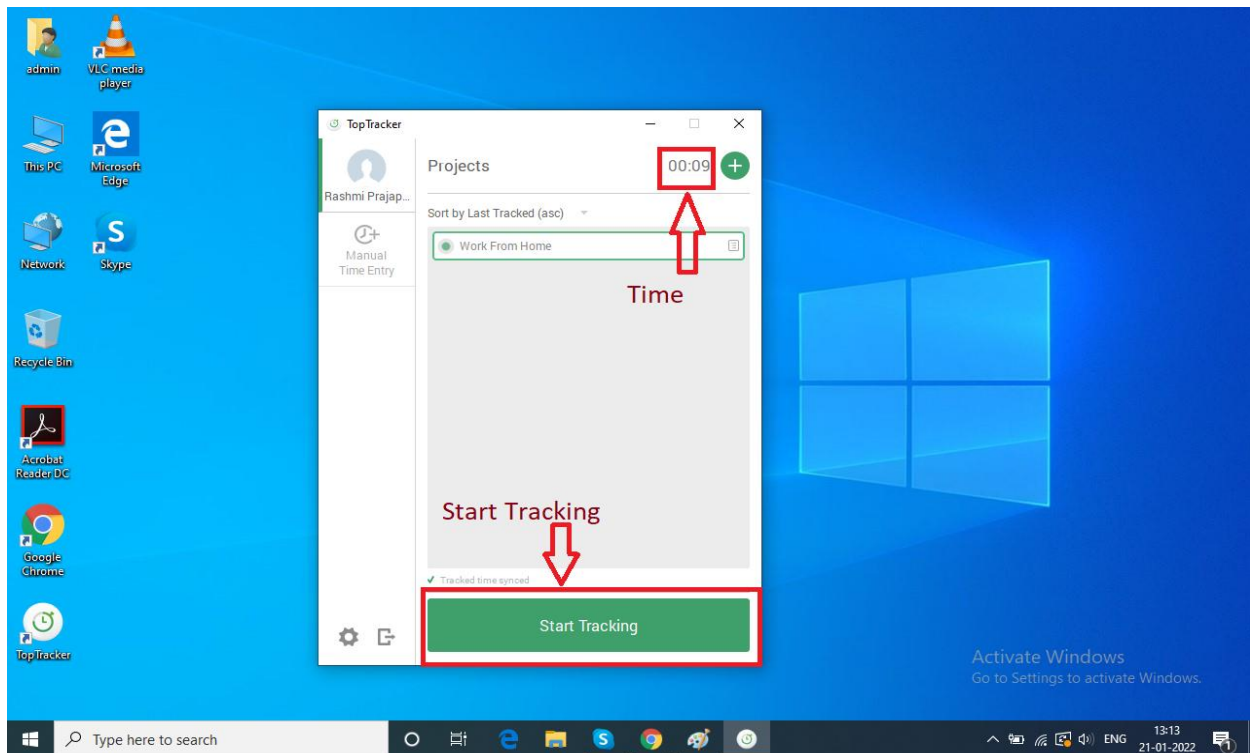 admin
VLC media
player
This PC
Microsoft
Edge
Network
Skype
Recycle Bin
Acrobat
Reader DC
Google
Chrome
TopTracker
TopTracker
Rashmi Prajap...
Manual
Time Entry
Projects
00:09
Sort by Last Tracked (asc)
Work From Home
Time
Start Tracking
Tracked time synced
Start Tracking
Activate Windows
Go to Settings to activate Windows.
Type here to search
ENG
13:13
21-01-2022
1